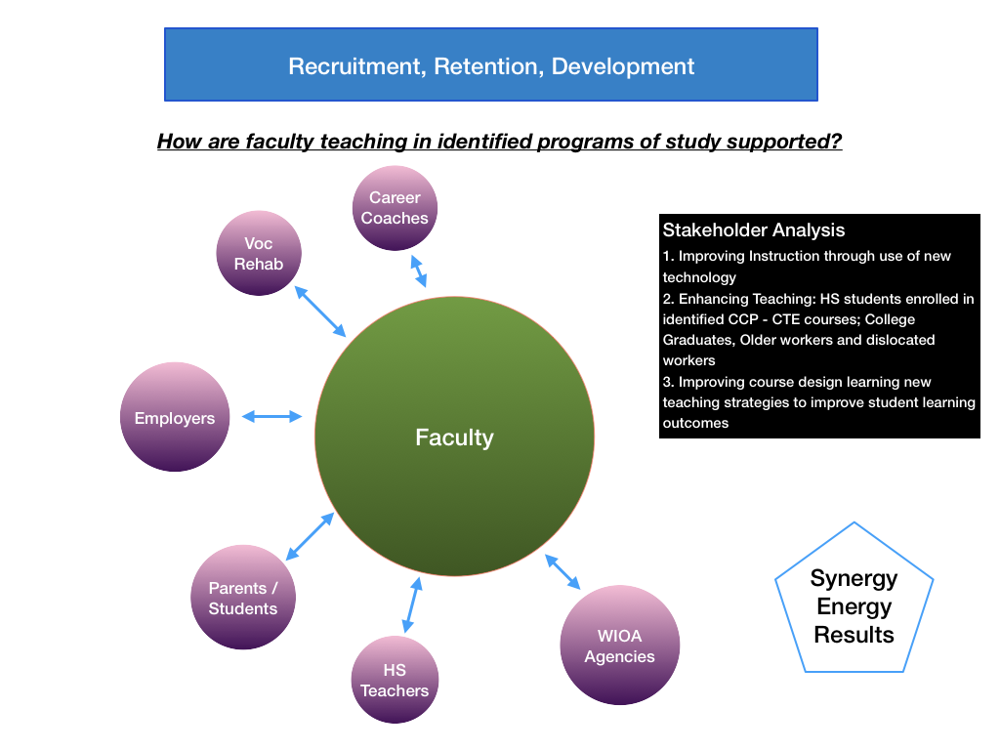 Recruitment, Retention, Development
How are faculty teaching in identified programs of study supported?
Career
Coaches
Voc
Rehab
Employers
Faculty
Parents /
Students
HS
Teachers
WIOA
Agencies
Stakeholder Analysis
1. Improving Instruction through use of new
technology
2. Enhancing Teaching: HS students enrolled in
identified CCP - CTE courses; College
Graduates, Older workers and dislocated
workers
3. Improving course design learning new
teaching strategies to improve student learning
outcomes
Synergy
Energy
Results